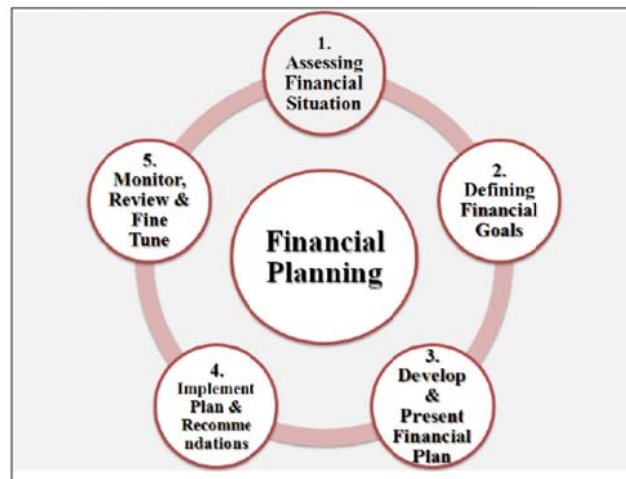 1.
Assessing
Financial
Situation
2.
Defining
Financial
Goals
3.
Develop
&
Present
Financial
Plan
4.
Implement
Plan &
Recomme
ndations
5.
Monitor,
Review &
Fine
Tune
Financial
Planning